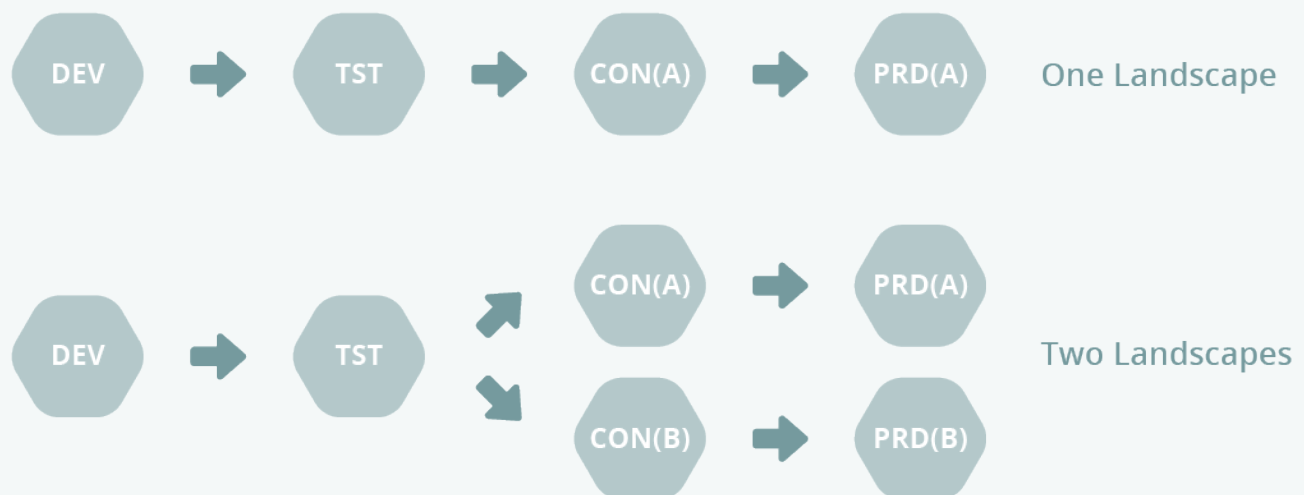 DEV TST CON(A) PRD(A) One Landscape
CON(A) PRD(A)
DEV TST Two Landscapes
CON(B) PRD(B)